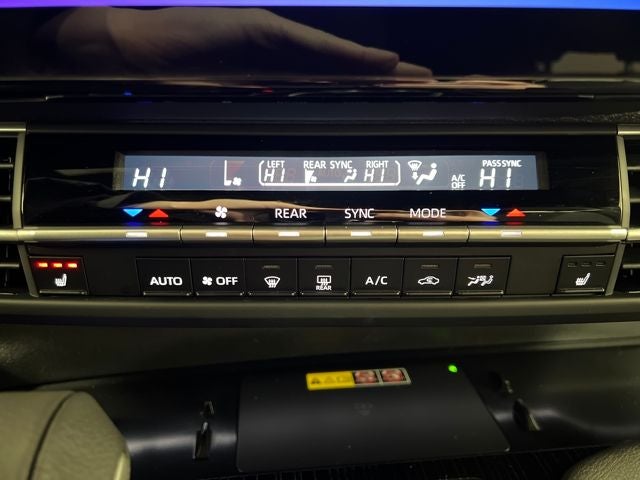 HI LEFT HI REAR SYNC RIGHT HI A/C OFF PASS SYNC HI
REAR SYNC MODE
AUTO OFF REAR A/C